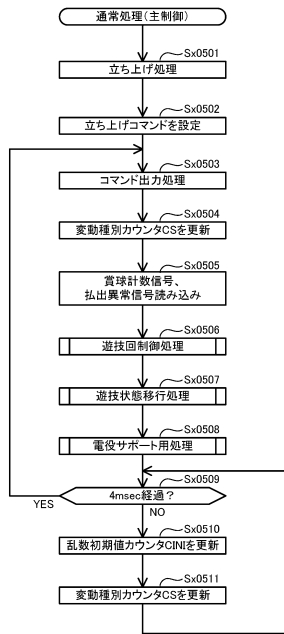 通常処理(主制御)
Sx0501
立ち上げ処理
Sx0502
立ち上げコマンドを設定
Sx0503
コマンド出力処理
Sx0504
変動種別カウンタCSを更新
Sx0505
賞球計数信号、
払出異常信号読み込み
Sx0506
遊技回制御処理
Sx0507
遊技状態移行処理
Sx0508
電役サポート用処理
Sx0509
4msec経過?
YES
NO
Sx0510
乱数初期値カウンタCINIを更新
Sx0511
変動種別カウンタCSを更新